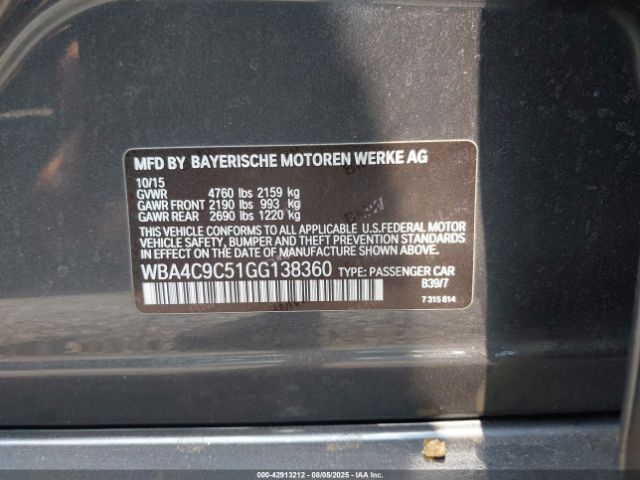 MFD BY BAYERISCHE MOTOREN WERKE AG
10/15
GVWR 4760 lbs 2159 kg
GAWR FRONT 2190 lbs 993 kg
GAWR REAR 2690 lbs 1220 kg
THIS VEHICLE CONFORMS TO ALL APPLICABLE U.S.FEDERAL MOTOR
VEHICLE SAFETY, BUMPER AND THEFT PREVENTION STANDARDS
IN EFFECT ON THE DATE OF MANUFACTURE SHOWN ABOVE.
WBA4C9C51GG138360 TYPE: PASSENGER CAR
B39/7
7 315 814
000-42913212 - 08/05/2025 - IAA Inc.